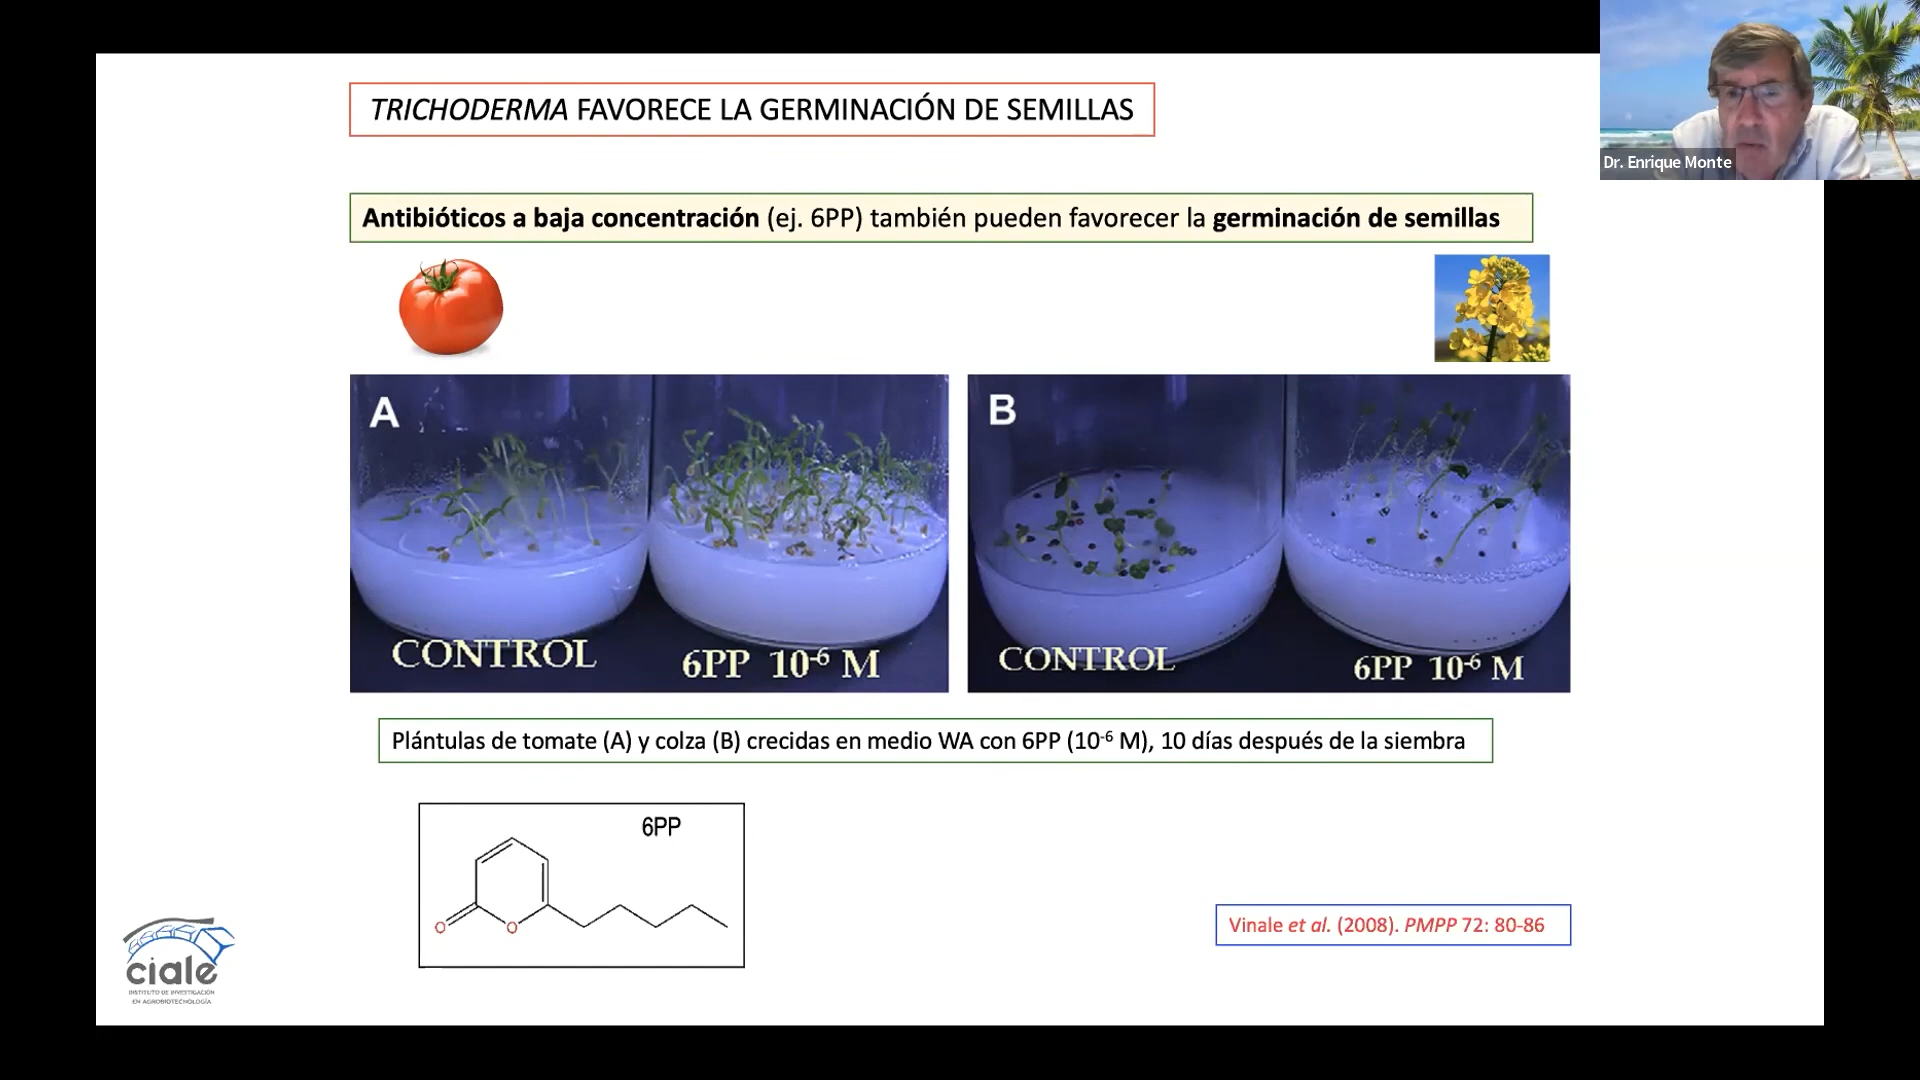 TRICHODERMA FAVORECE LA GERMINACIÓN DE SEMILLAS
Dr. Enrique Monte
Antibióticos a baja concentración (ej. 6PP) también pueden favorecer la germinación de semillas
A
B
CONTROL
6PP 10⁻⁶ M
CONTROL
6PP 10⁻⁶ M
Plántulas de tomate (A) y colza (B) crecidas en medio WA con 6PP (10⁻⁶ M), 10 días después de la siembra
6PP
O
O
Vinale et al. (2008). PMPP 72: 80-86
ciale
INSTITUTO DE INVESTIGACIÓN
EN AGROBIOTECNOLOGÍA